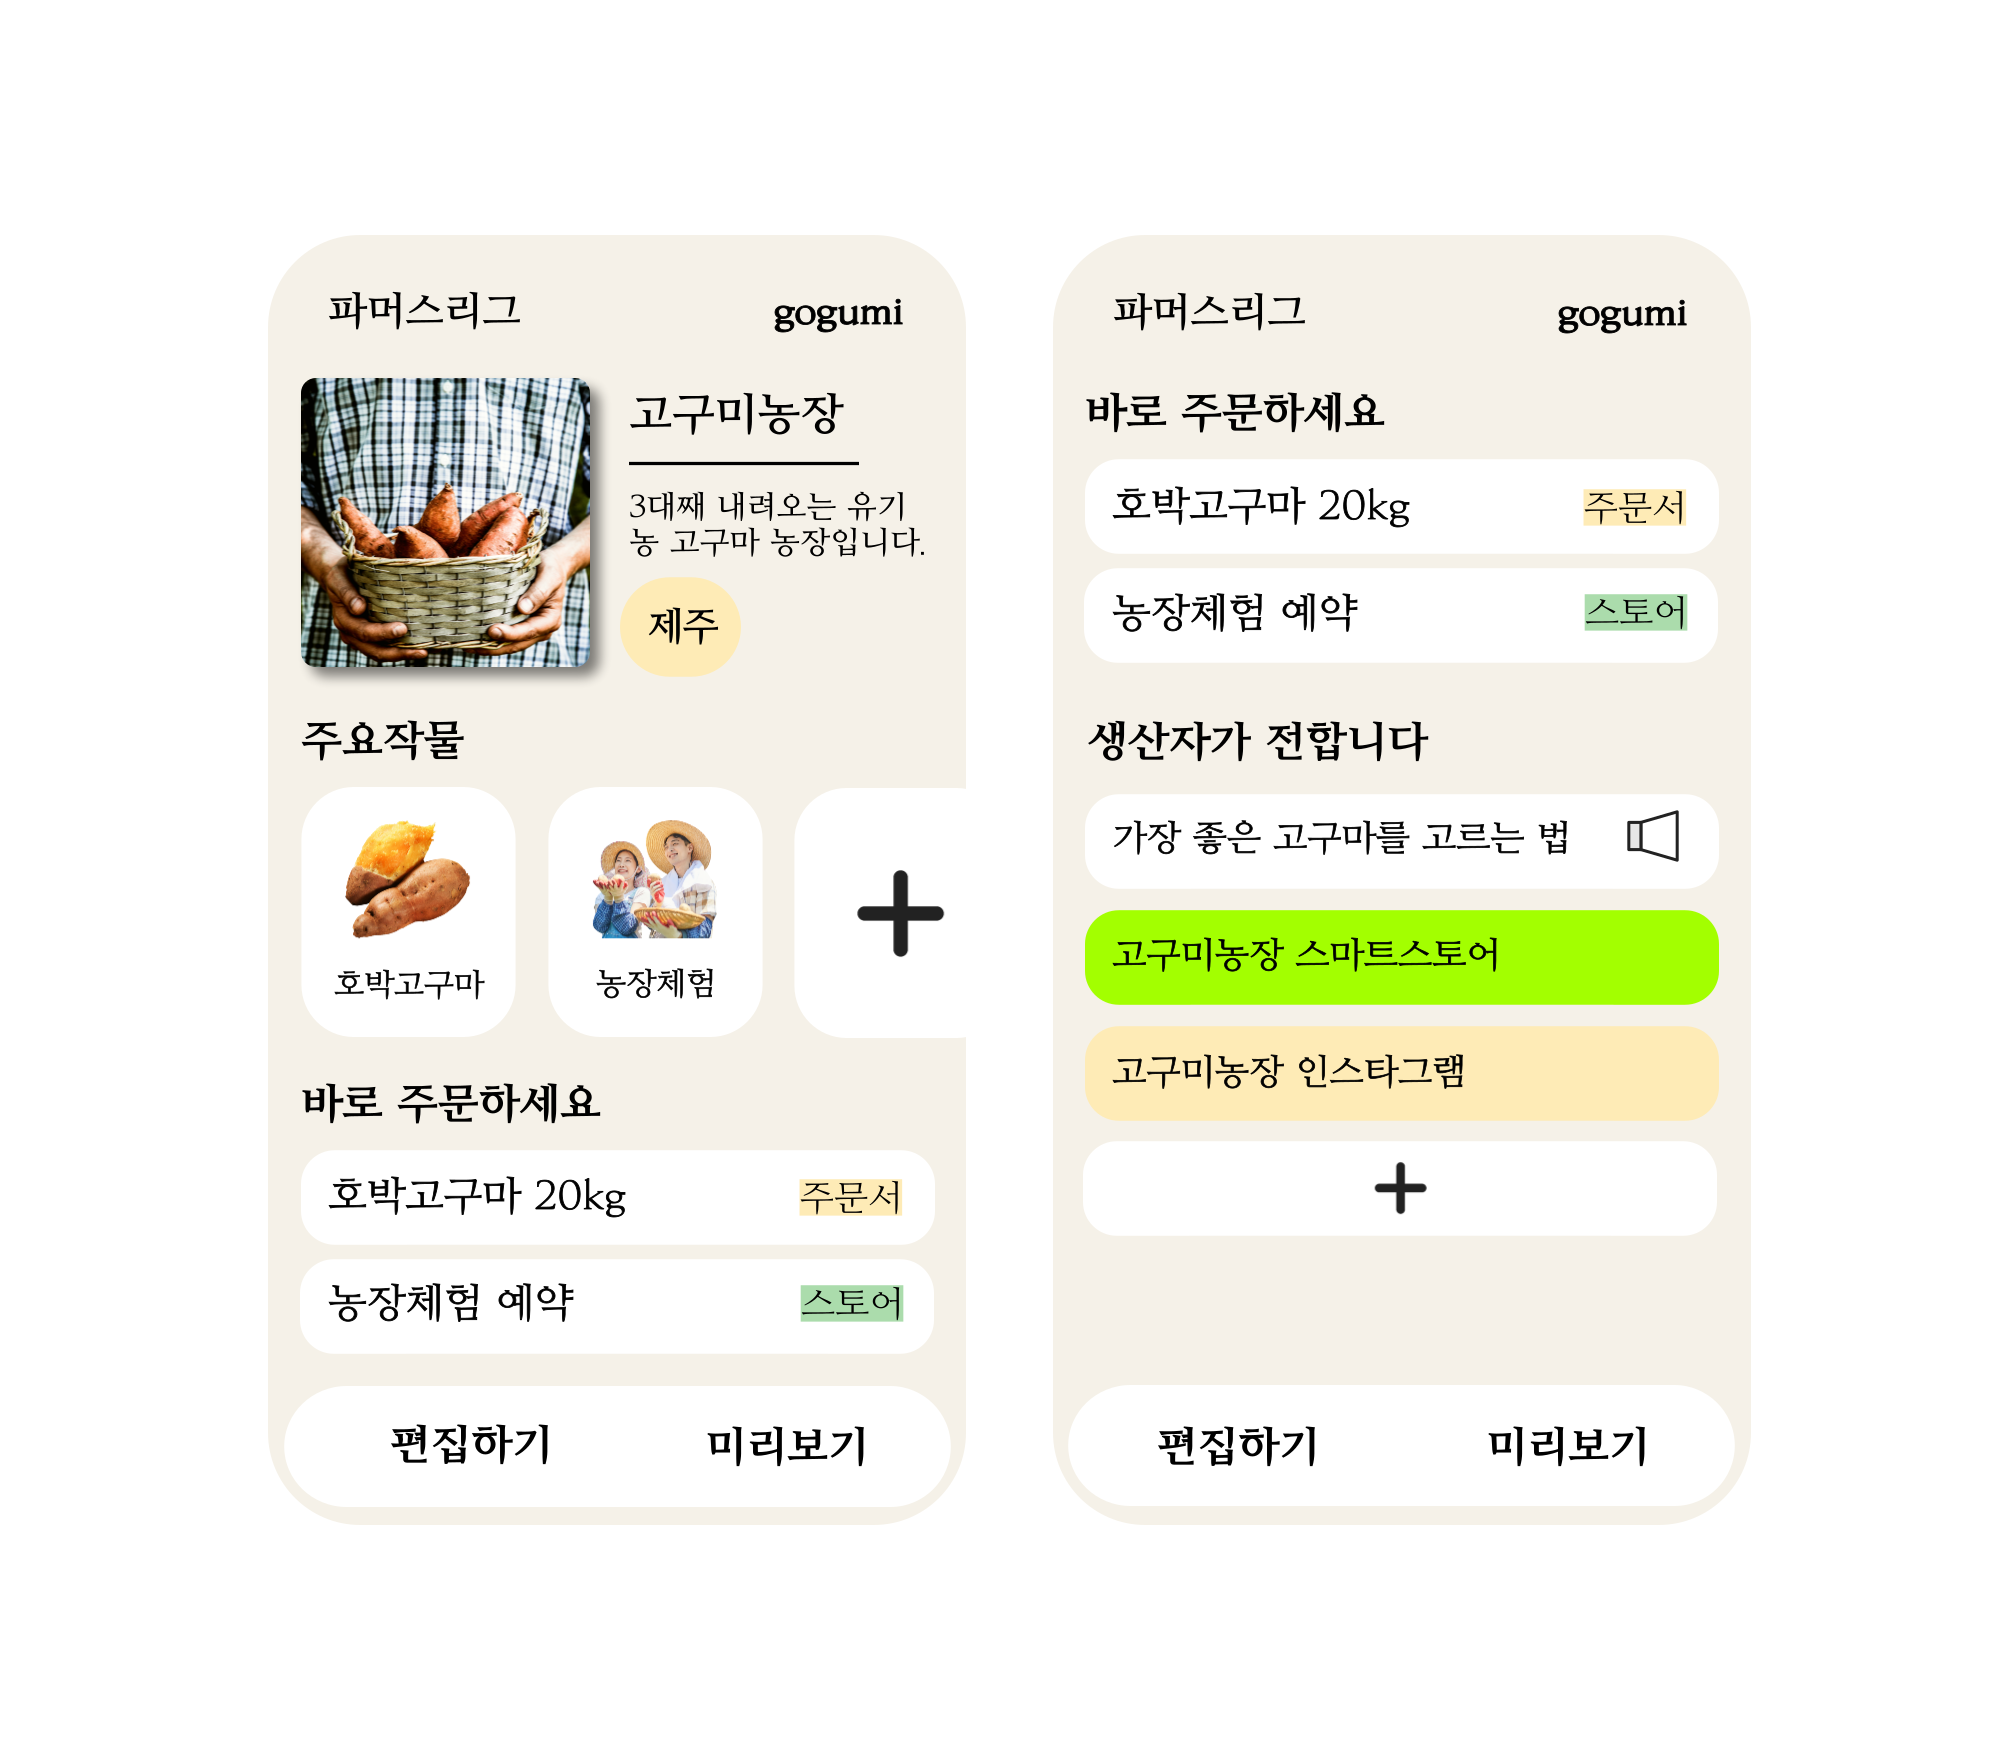 파머스리그
gogumi
고구미농장
3대째 내려오는 유기
농 고구마 농장입니다.
제주
주요작물
호박고구마
농장체험
바로 주문하세요
호박고구마 20kg
주문서
농장체험 예약
스토어
편집하기
미리보기
파머스리그
gogumi
바로 주문하세요
호박고구마 20kg
주문서
농장체험 예약
스토어
생산자가 전합니다
가장 좋은 고구마를 고르는 법
고구미농장 스마트스토어
고구미농장 인스타그램
편집하기
미리보기